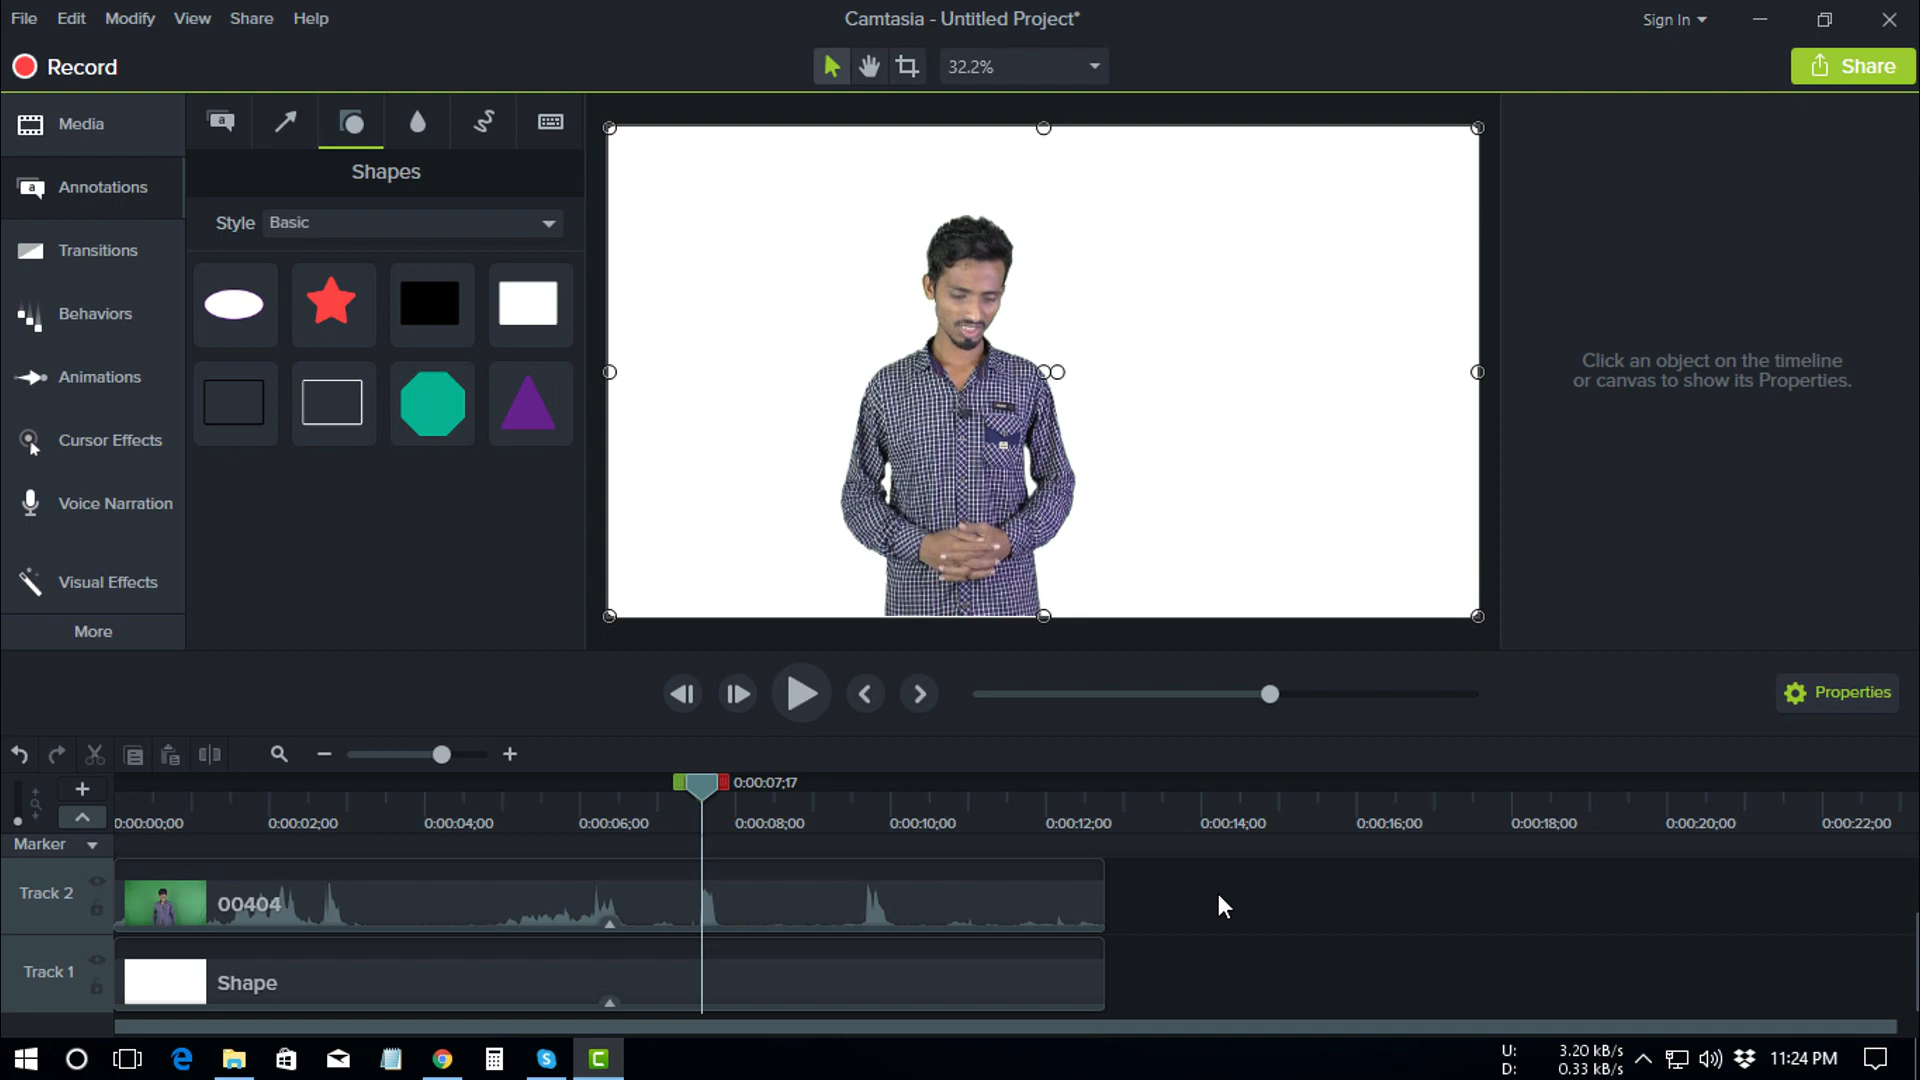 File Edit Modify View Share Help
Camtasia - Untitled Project*
Sign In
Record
32.2%
Share
Media
Annotations
Transitions
Behaviors
Animations
Cursor Effects
Voice Narration
Visual Effects
More
a
a
Shapes
Style Basic
Click an object on the timeline
or canvas to show its Properties.
Properties
0:00:07;17
0:00:00;00 0:00:02;00 0:00:04;00 0:00:06;00 0:00:08;00 0:00:10;00 0:00:12;00 0:00:14;00 0:00:16;00 0:00:18;00 0:00:20;00 0:00:22;00
Marker
Track 2 00404
Track 1 Shape
U: 3.20 kB/s
D: 0.33 kB/s
11:24 PM